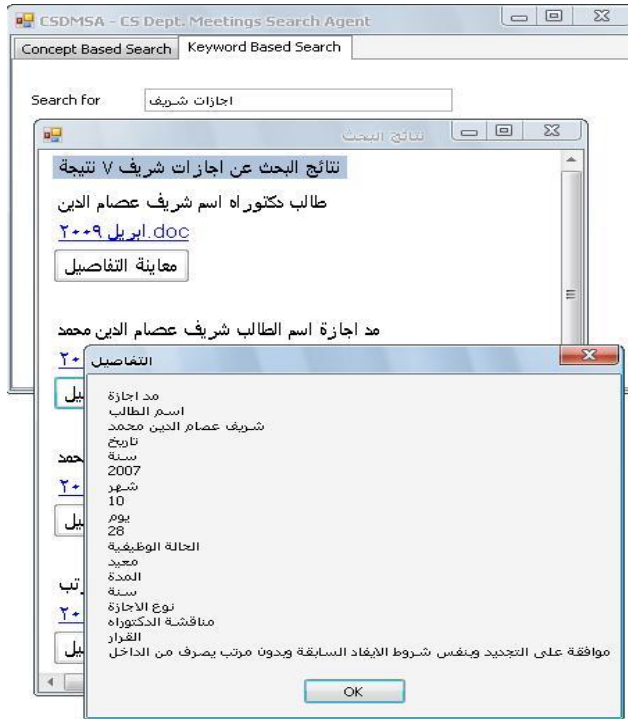 CSDMSA - CS Dept. Meetings Search Agent
Concept Based Search
Keyword Based Search
Search for
اجازات شريف
نتائج البحث
نتائج البحث عن اجازات شريف ٧ نتيجة
طالب دكتوراه اسم شريف عصام الدين
ابريل ٢٠٠٩.doc
معاينة التفاصيل
مد اجازة اسم الطالب شريف عصام الدين محمد
التفاصيل
مد اجازة
اسم الطالب
شريف عصام الدين محمد
تاريخ
سنة
2007
شهر
10
يوم
28
الحالة الوظيفية
معيد
المدة
سنة
نوع الاجازة
مناقشة الدكتوراه
القرار
موافقة على التجديد وبنفس شروط الايفاد السابقة وبدون مرتب يصرف من الداخل
OK